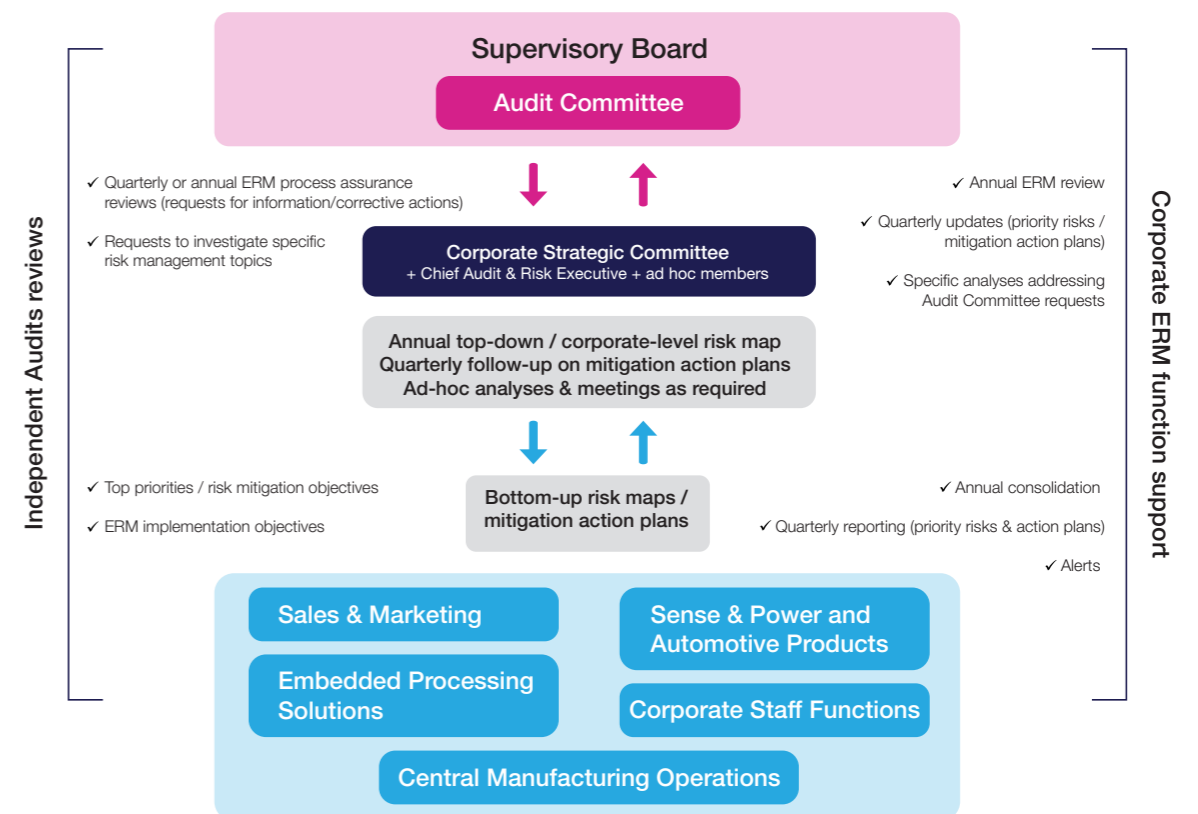 Supervisory Board
Audit Committee
✓ Quarterly or annual ERM process assurance
reviews (requests for information/corrective actions)
✓ Requests to investigate specific
risk management topics
✓ Annual ERM review
✓ Quarterly updates (priority risks /
mitigation action plans)
✓ Specific analyses addressing
Audit Committee requests
Corporate Strategic Committee
+ Chief Audit & Risk Executive + ad hoc members
Annual top-down / corporate-level risk map
Quarterly follow-up on mitigation action plans
Ad-hoc analyses & meetings as required
Independent Audits reviews
Corporate ERM function support
✓ Top priorities / risk mitigation objectives
✓ ERM implementation objectives
Bottom-up risk maps /
mitigation action plans
✓ Annual consolidation
✓ Quarterly reporting (priority risks & action plans)
✓ Alerts
Sales & Marketing
Sense & Power and
Automotive Products
Embedded Processing
Solutions
Corporate Staff Functions
Central Manufacturing Operations